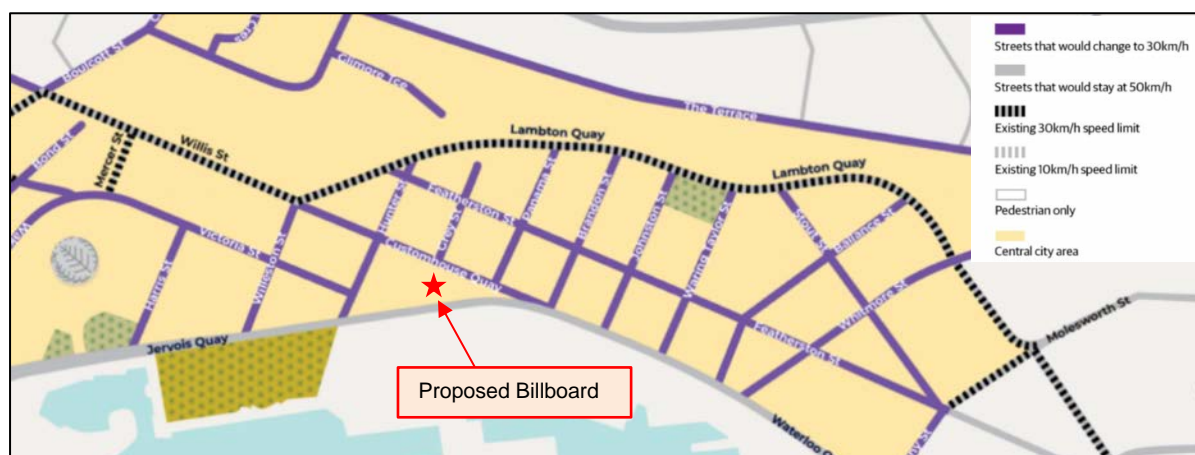 Boulcott St
Gilmore Tce
The Terrace
Lambton Quay
Lambton Quay
Willis St
Mercer St
Bond St
Victoria St
Willeston St
Harris St
Hunter St
Featherston St
Grey St
Panama St
Brandon St
Johnston St
Waring Taylor St
Stout St
Ballance St
Whitmore St
Customhouse Quay
Featherston St
Molesworth St
Jervois Quay
Waterloo Q
Proposed Billboard
Streets that would change to 30km/h
Streets that would stay at 50km/h
Existing 30km/h speed limit
Existing 10km/h speed limit
Pedestrian only
Central city area